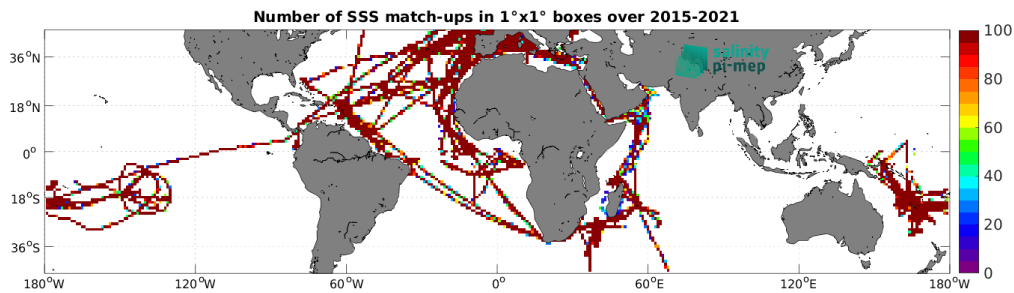 Number of SSS match-ups in 1°x1° boxes over 2015-2021
salinity
pi-mep
36°N
18°N
0°
18°S
36°S
180°W
120°W
60°W
0°
60°E
120°E
180°W
100
80
60
40
20
0